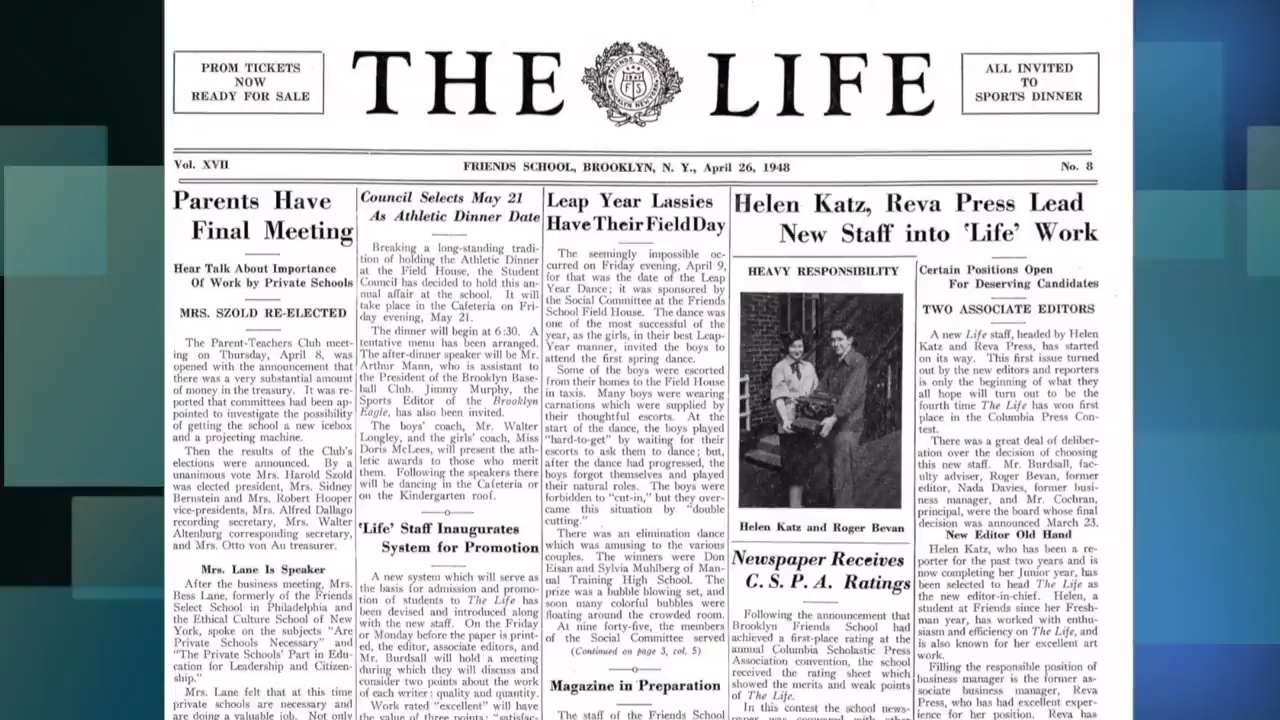 PROM TICKETS
NOW
READY FOR SALE
THE LIFE
ALL INVITED
TO
SPORTS DINNER
Vol. XVII
FRIENDS SCHOOL, BROOKLYN, N. Y., April 26, 1948
No. 8
Parents Have
Final Meeting
Hear Talk About Importance
Of Work by Private Schools
MRS. SZOLD RE-ELECTED
The Parent-Teachers Club meet-
ing on Thursday, April 8, was
opened with the announcement that
there was a very substantial amount
of money in the treasury. It was re-
ported that committees had been ap-
pointed to investigate the possibility
of getting the school a new icebox
and a projecting machine.
Then the results of the Club's
elections were announced. By a
unanimous vote Mrs. Harold Szold
was elected president, Mrs. Sidney
Bernstein and Mrs. Robert Hooper
vice-presidents, Mrs. Alfred Dallago
recording secretary, Mrs. Walter
Altenburg corresponding secretary,
and Mrs. Otto von Au treasurer.
Mrs. Lane Is Speaker
After the business meeting, Mrs.
Bess Lane, formerly of the Friends
Select School in Philadelphia and
the Ethical Culture School of New
York, spoke on the subjects "Are
Private Schools Necessary" and
"The Private Schools' Part in Edu-
cation for Leadership and Citizen-
ship."
Mrs. Lane felt that at this time
private schools are necessary and
are doing a valuable job. Not only
Council Selects May 21
As Athletic Dinner Date
Breaking a long-standing tradi-
tion of holding the Athletic Dinner
at the Field House, the Student
Council has decided to hold this an-
nual affair at the school. It will
take place in the Cafeteria on Fri-
day evening, May 21.
The dinner will begin at 6:30. A
tentative menu has been arranged.
The after-dinner speaker will be Mr.
Arthur Mann, who is assistant to
the President of the Brooklyn Base-
ball Club. Jimmy Murphy, the
Sports Editor of the Brooklyn
Eagle, has also been invited.
The boys' coach, Mr. Walter
Longley, and the girls' coach, Miss
Doris McLees, will present the ath-
letic awards to those who merit
them. Following the speakers there
will be dancing in the Cafeteria or
on the Kindergarten roof.
'Life' Staff Inaugurates
System for Promotion
A new system which will serve as
the basis for admission and promo-
tion of students to The Life has
been devised and introduced along
with the new staff. On the Friday
or Monday before the paper is print-
ed, the editor, associate editors, and
Mr. Burdsall will hold a meeting
during which they will discuss and
consider two points about the work
of each writer: quality and quantity.
Work rated "excellent" will have
the value of three points; "satisfac-
Leap Year Lassies
Have Their Field Day
The seemingly impossible oc-
curred on Friday evening, April 9,
for that was the date of the Leap
Year Dance; it was sponsored by
the Social Committee at the Friends
School Field House. The dance was
one of the most successful of the
year, as the girls, in their best Leap-
Year manner, invited the boys to
attend the first spring dance.
Some of the boys were escorted
from their homes to the Field House
in taxis. Many boys were wearing
carnations which were supplied by
their thoughtful escorts. At the
start of the dance, the boys played
"hard-to-get" by waiting for their
escorts to ask them to dance; but,
after the dance had progressed, the
boys forgot themselves and played
their natural roles. The boys were
forbidden to "cut-in," but they over-
came this situation by "double
cutting."
There was an elimination dance
which was amusing to the various
couples. The winners were Don
Eisan and Sylvia Muhlberg of Man-
ual Training High School. The
prize was a bubble blowing set, and
soon many colorful bubbles were
floating around the crowded room.
At nine forty-five, the members
of the Social Committee served
(Continued on page 3, col. 5)
Magazine in Preparation
The staff of the Friends School
Helen Katz, Reva Press Lead
New Staff into 'Life' Work
HEAVY RESPONSIBILITY
Helen Katz and Roger Bevan
Newspaper Receives
C. S. P. A. Ratings
Following the announcement that
Brooklyn Friends School had
achieved a first-place rating at the
annual Columbia Scholastic Press
Association convention, the school
received the rating sheet which
showed the merits and weak points
of The Life.
In this contest the school news-
paper was compared with other
Certain Positions Open
For Deserving Candidates
TWO ASSOCIATE EDITORS
A new Life staff, headed by Helen
Katz and Reva Press, has started
on its way. This first issue turned
out by the new editors and reporters
is only the beginning of what they
all hope will turn out to be the
fourth time The Life has won first
place in the Columbia Press Con-
test.
There was a great deal of deliber-
ation over the decision of choosing
this new staff. Mr. Burdsall, fac-
ulty adviser, Roger Bevan, former
editor, Nada Davies, former busi-
ness manager, and Mr. Cochran,
principal, were the board whose final
decision was announced March 23.
New Editor Old Hand
Helen Katz, who has been a re-
porter for the past two years and is
now completing her Junior year, has
been selected to head The Life as
the new editor-in-chief. Helen, a
student at Friends since her Fresh-
man year, has worked with enthu-
siasm and efficiency on The Life, and
is also known for her excellent art
work.
Filling the responsible position of
business manager is the former as-
sociate business manager, Reva
Press, who has had excellent experi-
ence for her position. Reva has